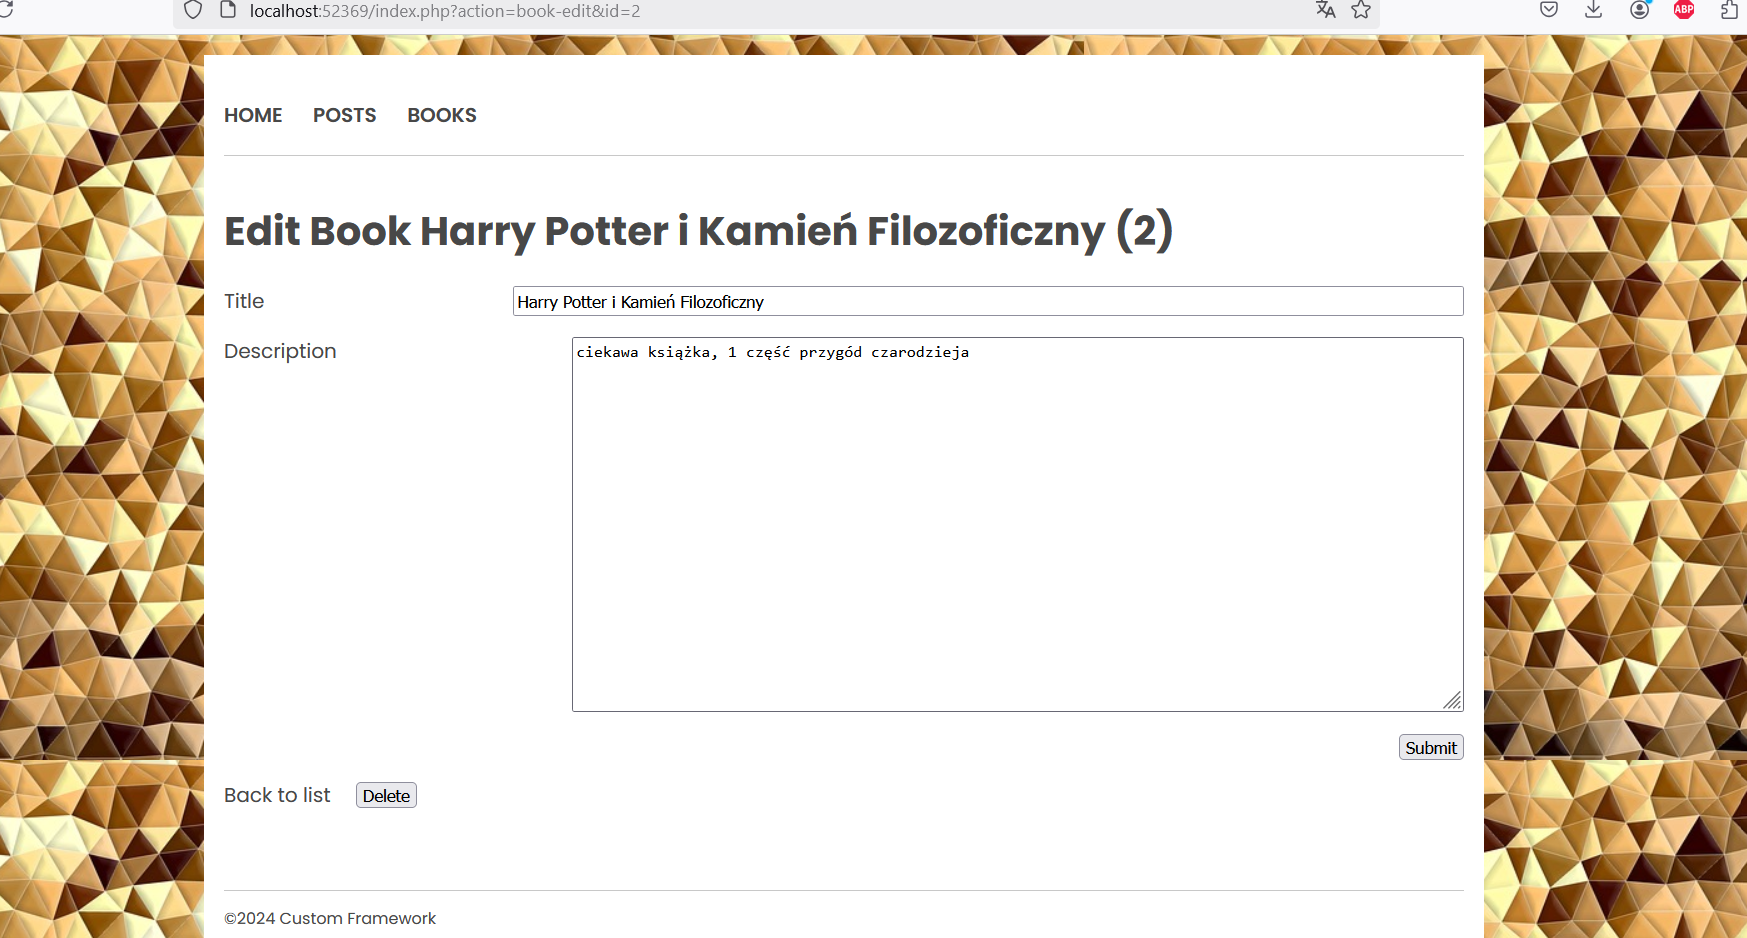 localhost:52369/index.php?action=book-edit&id=2
ABP
HOME POSTS BOOKS
Edit Book Harry Potter i Kamień Filozoficzny (2)
Title
Harry Potter i Kamień Filozoficzny
Description
ciekawa książka, 1 część przygód czarodzieja
Submit
Back to list Delete
©2024 Custom Framework